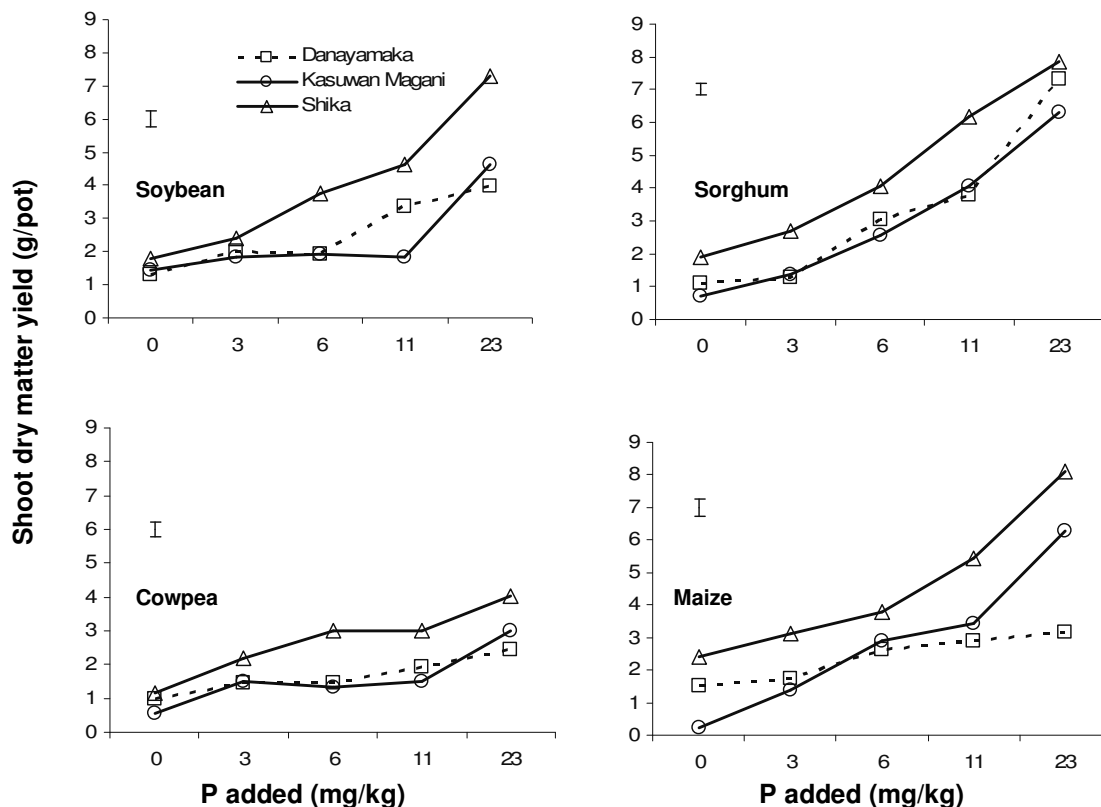 Shoot dry matter yield (g/pot)
9
8
7
6
5
4
3
2
1
0
Danayamaka
Kasuwan Magani
Shika
Soybean
0 3 6 11 23
9
8
7
6
5
4
3
2
1
0
Sorghum
0 3 6 11 23
9
8
7
6
5
4
3
2
1
0
Cowpea
0 3 6 11 23
P added (mg/kg)
9
8
7
6
5
4
3
2
1
0
Maize
0 3 6 11 23
P added (mg/kg)